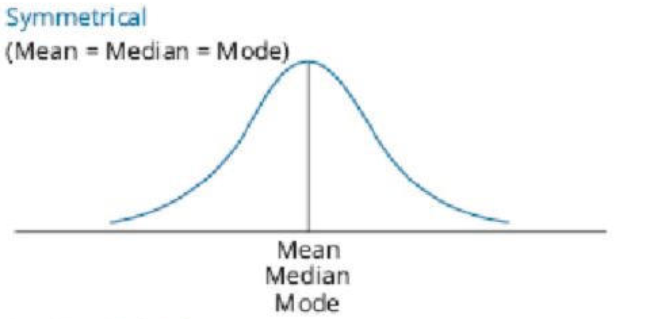 Symmetrical
(Mean = Median = Mode)
Mean
Median
Mode